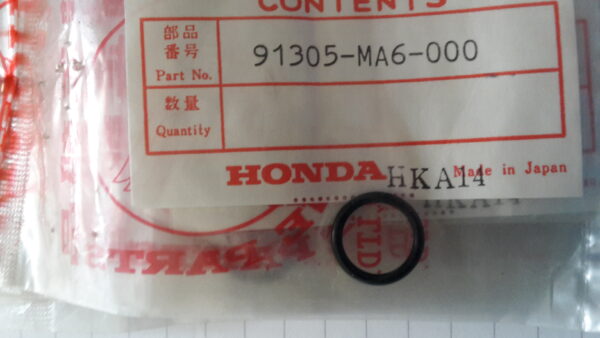 CONTENTS
部品
番号
Part No.
91305-MA6-000
数量
Quantity
HONDA
HKA14
Made in Japan
PARTS
LTD